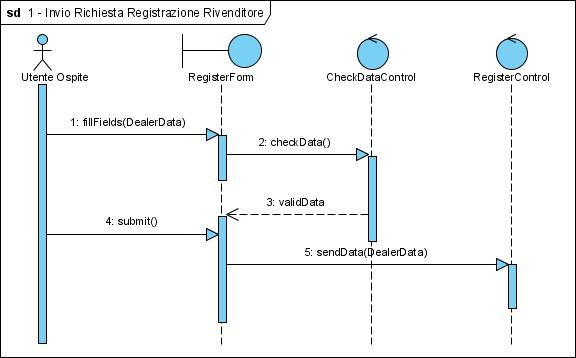 sd 1 - Invio Richiesta Registrazione Rivenditore
Utente Ospite
RegisterForm
CheckDataControl
RegisterControl
1: fillFields(DealerData)
2: checkData()
3: validData
4: submit()
5: sendData(DealerData)